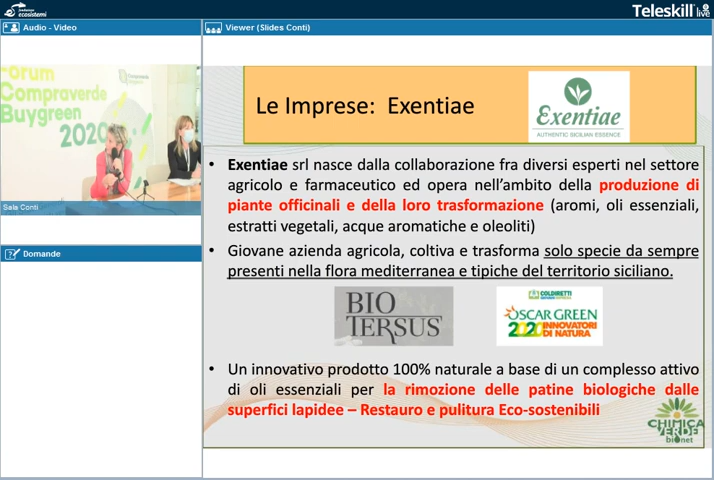 fondazione
ecosistemi
Teleskill live
Audio - Video
Viewer (Slides Conti)
Forum
Compraverde
Buygreen
2020
Sala Conti
Domande
Le Imprese: Exentiae
Exentiae
AUTHENTIC SICILIAN ESSENCE
• Exentiae srl nasce dalla collaborazione fra diversi esperti nel settore
agricolo e farmaceutico ed opera nell’ambito della produzione di
piante officinali e della loro trasformazione (aromi, oli essenziali,
estratti vegetali, acque aromatiche e oleoliti)
• Giovane azienda agricola, coltiva e trasforma solo specie da sempre
presenti nella flora mediterranea e tipiche del territorio siciliano.
BIO
TERSUS
COLDIRETTI
OSCAR GREEN
2020 INNOVATORI
DI NATURA
• Un innovativo prodotto 100% naturale a base di un complesso attivo
di oli essenziali per la rimozione delle patine biologiche dalle
superfici lapidee – Restauro e pulitura Eco-sostenibili
CHIMICA
VERDE
bionet